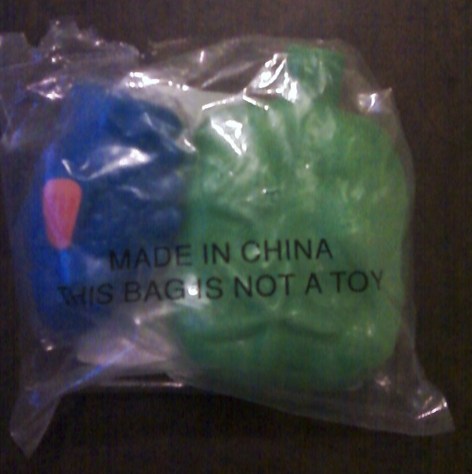 MADE IN CHINA
THIS BAG IS NOT A TOY